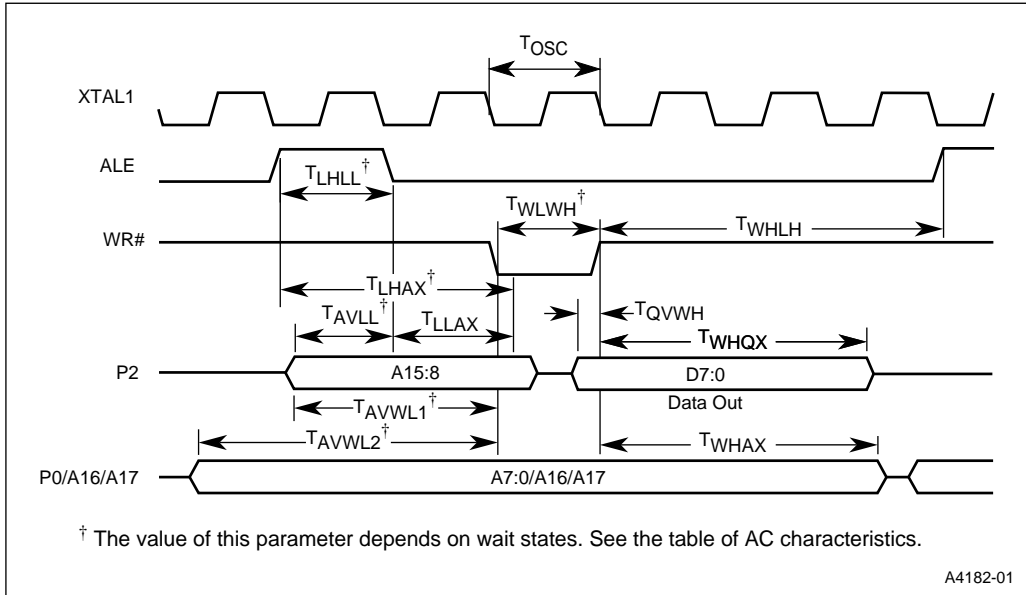 TOSC
XTAL1
ALE
TLHLL†
TWLWH†
WR#
TWHLH
TLHAX†
TAVLL†
TLLAX
TQVWH
TWHQX
P2
A15:8
D7:0
Data Out
TAVWL1†
TAVWL2†
TWHAX
P0/A16/A17
A7:0/A16/A17
† The value of this parameter depends on wait states. See the table of AC characteristics.
A4182-01